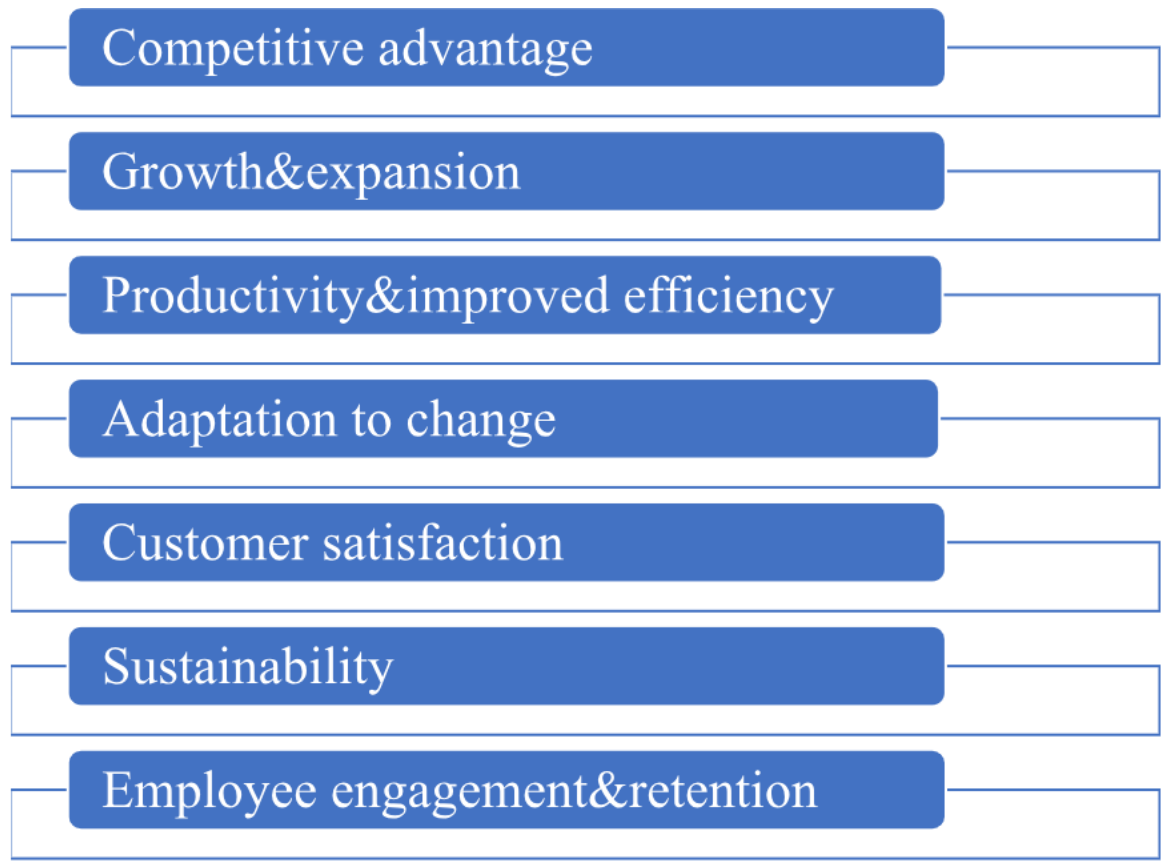 Competitive advantage
Growth&expansion
Productivity&improved efficiency
Adaptation to change
Customer satisfaction
Sustainability
Employee engagement&retention